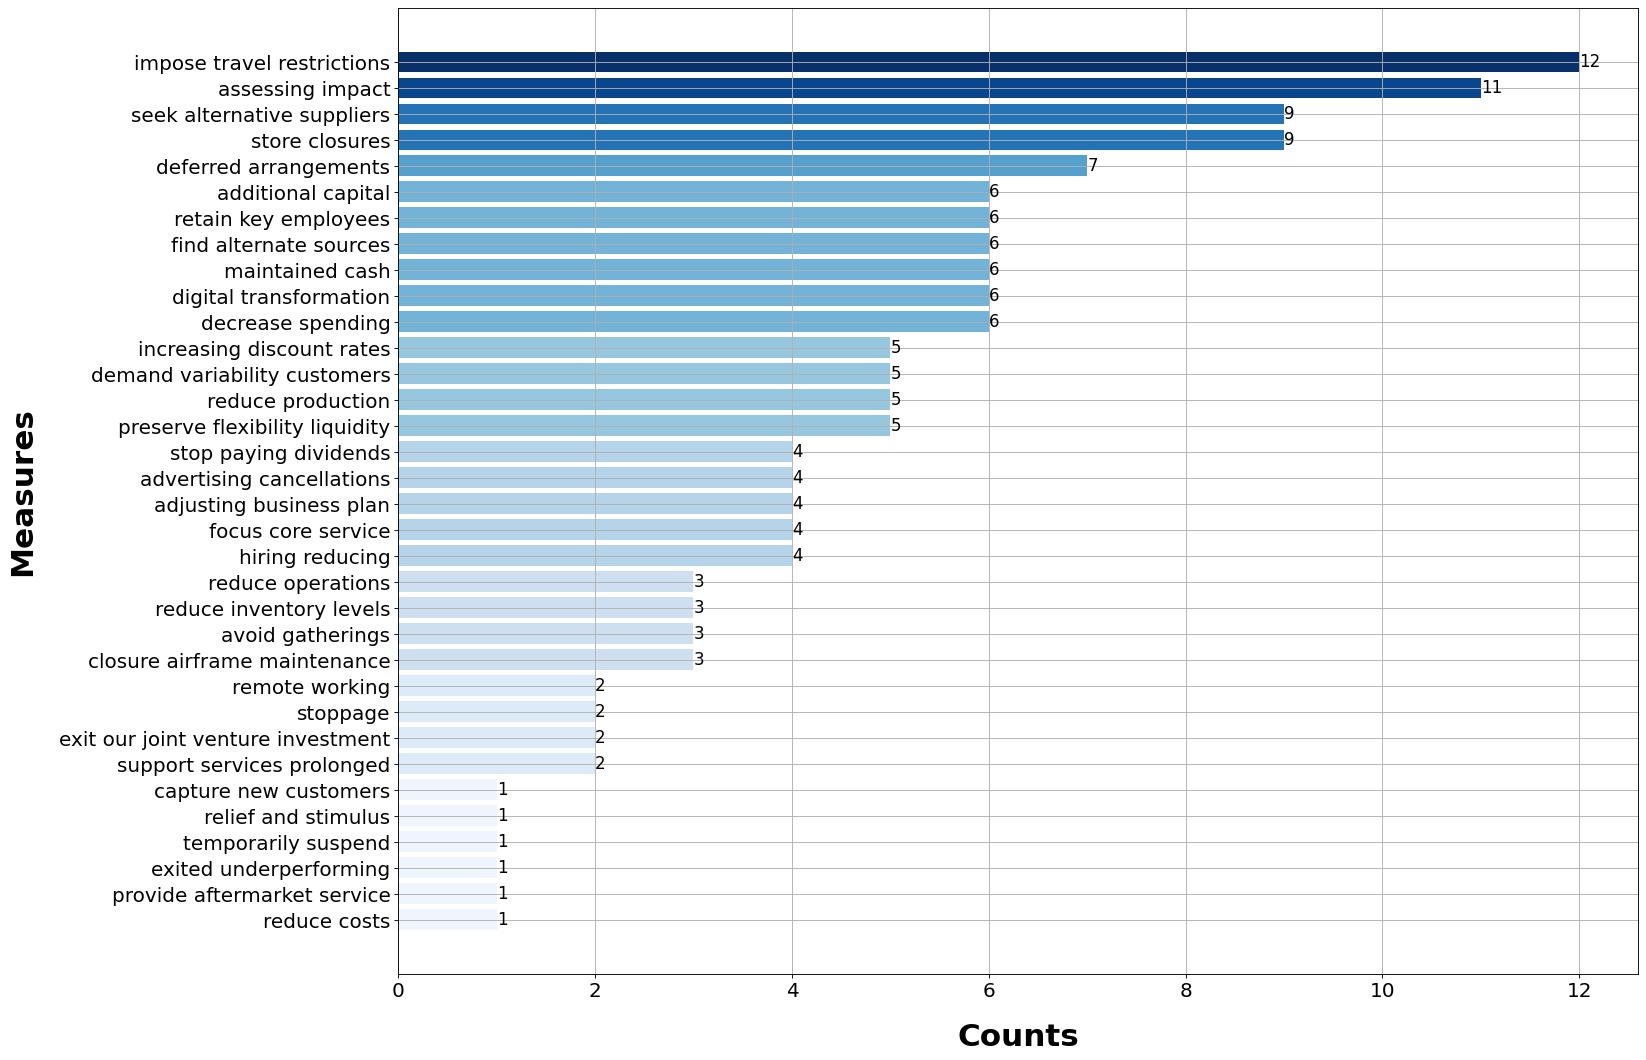 impose travel restrictions 12
assessing impact 11
seek alternative suppliers 9
store closures 9
deferred arrangements 7
additional capital 6
retain key employees 6
find alternate sources 6
maintained cash 6
digital transformation 6
decrease spending 6
increasing discount rates 5
demand variability customers 5
reduce production 5
preserve flexibility liquidity 5
stop paying dividends 4
advertising cancellations 4
adjusting business plan 4
focus core service 4
hiring reducing 4
reduce operations 3
reduce inventory levels 3
avoid gatherings 3
closure airframe maintenance 3
remote working 2
stoppage 2
exit our joint venture investment 2
support services prolonged 2
capture new customers 1
relief and stimulus 1
temporarily suspend 1
exited underperforming 1
provide aftermarket service 1
reduce costs 1
Measures
0 2 4 6 8 10 12
Counts